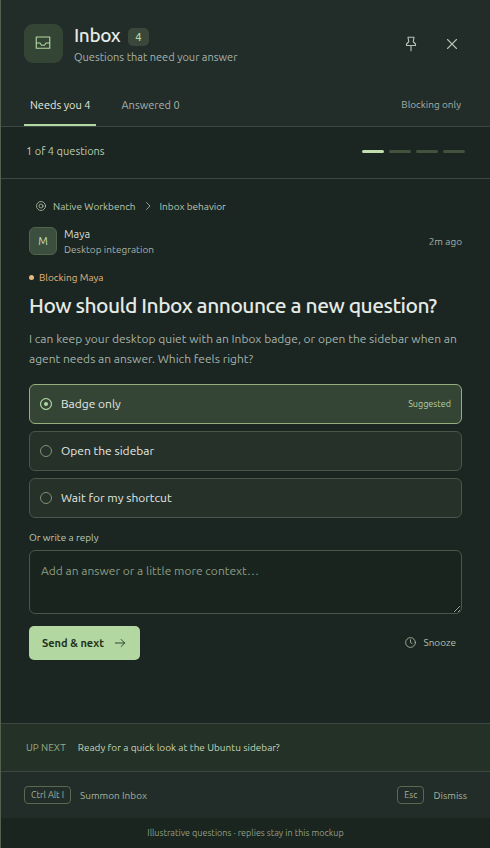 Inbox 4
Questions that need your answer
Needs you 4 Answered 0 Blocking only
1 of 4 questions
Native Workbench > Inbox behavior
M Maya
Desktop integration 2m ago
Blocking Maya
How should Inbox announce a new question?
I can keep your desktop quiet with an Inbox badge, or open the sidebar when an
agent needs an answer. Which feels right?
Badge only Suggested
Open the sidebar
Wait for my shortcut
Or write a reply
Add an answer or a little more context…
Send & next → Snooze
UP NEXT Ready for a quick look at the Ubuntu sidebar?
Ctrl Alt I Summon Inbox Esc Dismiss
Illustrative questions · replies stay in this mockup